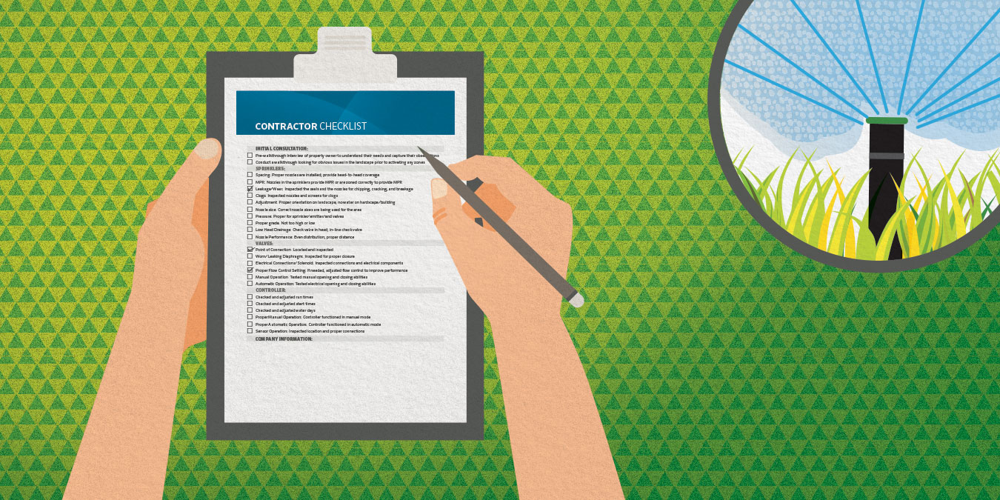 CONTRACTOR CHECKLIST
INITIAL CONSULTATION:
Pre-walkthrough interview of property owner to understand their needs and capture their observations
Conduct a walkthrough looking for obvious issues in the landscape prior to activating any zones
SPRINKLERS:
Spacing: Proper nozzles are installed; provide head-to-head coverage
MPR: Nozzles in the sprinklers provide MPR or are zoned correctly to provide MPR
Leakage/Wear: Inspected the seals and the nozzles for chipping, cracking, and breakage
Clogs: Inspected nozzles and screens for clogs
Adjustment: Proper orientation on landscape, no water on hardscape/building
Nozzle size: Correct nozzle sizes are being used for the area
Pressure: Proper for sprinkler/emitter/and valves
Proper grade: Not too high or low
Low Head Drainage: Check valve in head; in-line check valve
Nozzle Performance: Even distribution; proper distance
VALVES:
Point of Connection: Located and inspected
Worn/Leaking Diaphragm: Inspected for proper closure
Electrical Connections/Solenoid: Inspected connections and electrical components
Proper Flow Control Setting: If needed, adjusted flow control to improve performance
Manual Operation: Tested manual opening and closing abilities
Automatic Operation: Tested electrical opening and closing abilities
CONTROLLER:
Checked and adjusted run times
Checked and adjusted start times
Checked and adjusted water days
Proper Manual Operation: Controller functioned in manual mode
Proper Automatic Operation: Controller functioned in automatic mode
Sensor Operation: Inspected location and proper connections
COMPANY INFORMATION: